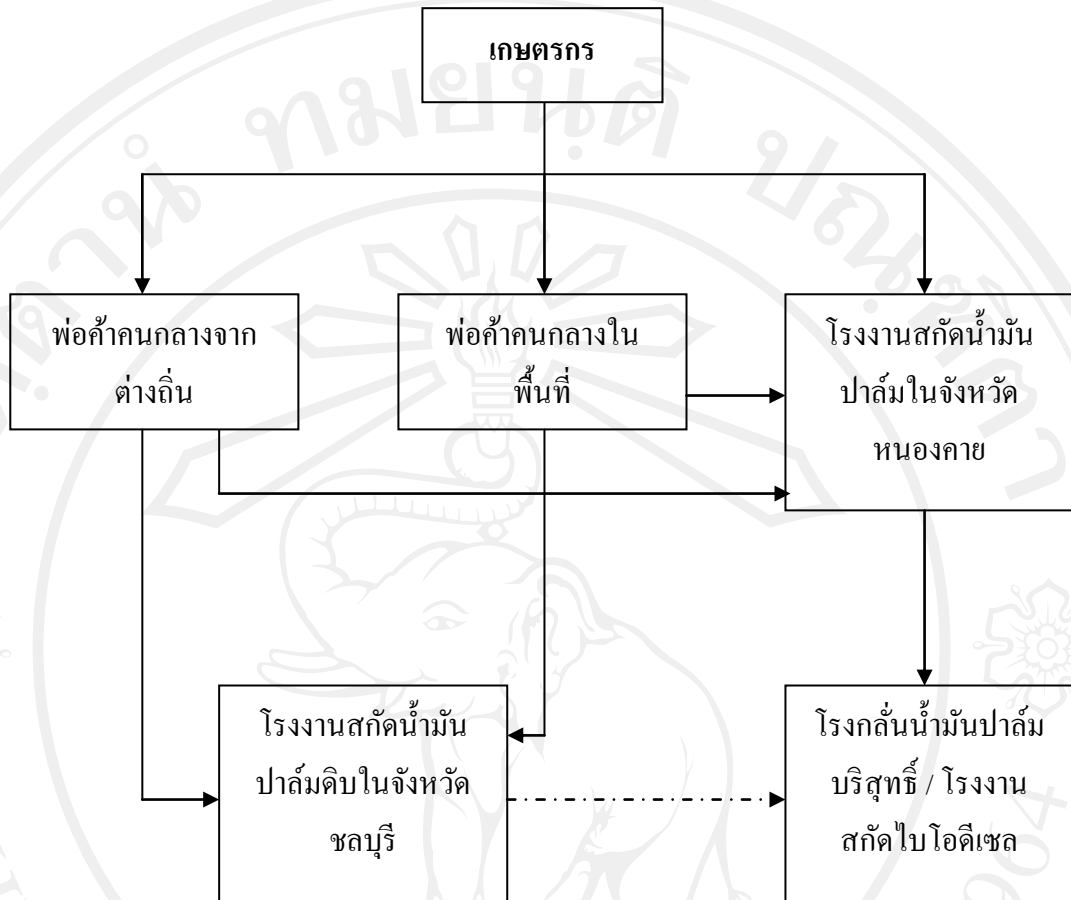 เกษตรกร
พ่อค้าคนกลางจาก
ต่างถิ่น
พ่อค้าคนกลางใน
พื้นที่
โรงงานสกัดน้ำมัน
ปาล์มในจังหวัด
หนองคาย
โรงงานสกัดน้ำมัน
ปาล์มดิบในจังหวัด
ชลบุรี
โรงกลั่นน้ำมันปาล์ม
บริสุทธิ์ / โรงงาน
สกัดไบโอดีเซล